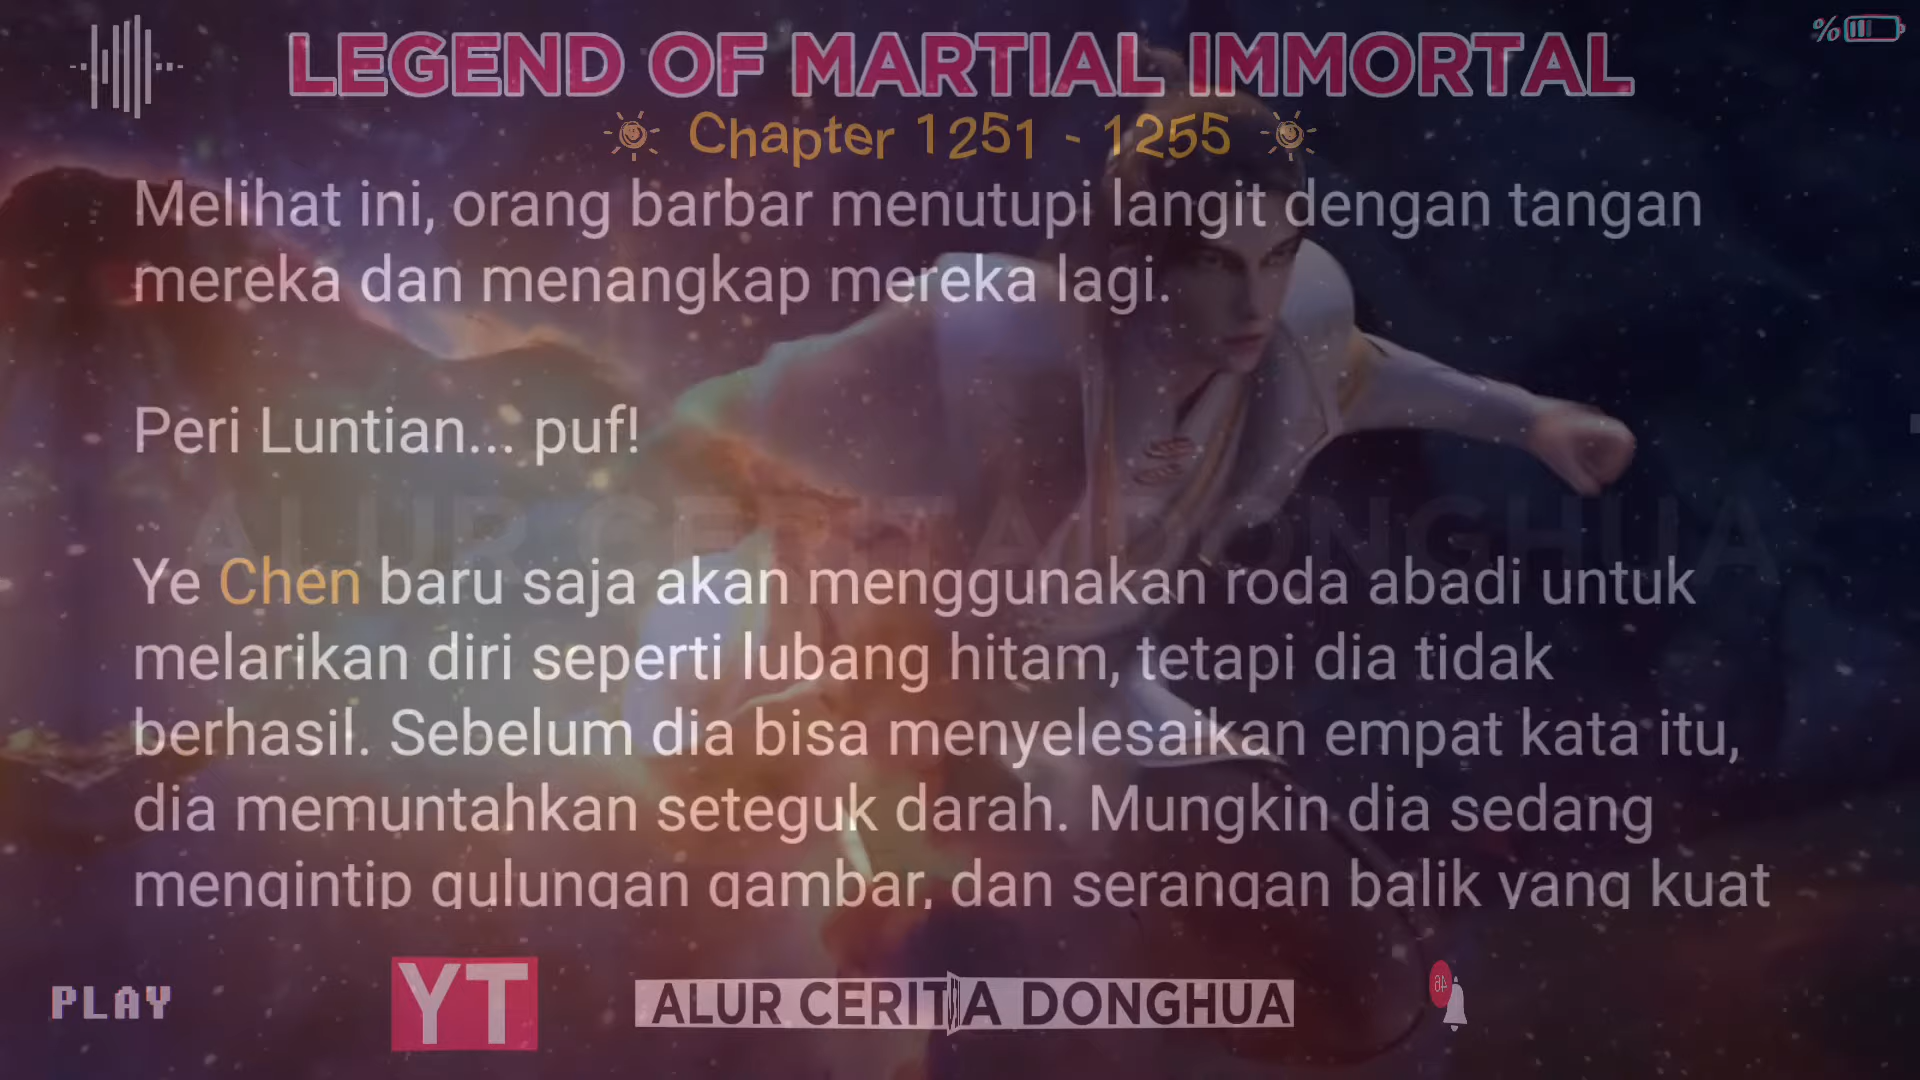 LEGEND OF MARTIAL IMMORTAL
%
Chapter 1251 - 1255
Melihat ini, orang barbar menutupi langit dengan tangan
mereka dan menangkap mereka lagi.
Peri Luntian... puf!
ALUR CERITA DONGHUA
Ye Chen baru saja akan menggunakan roda abadi untuk
melarikan diri seperti lubang hitam, tetapi dia tidak
berhasil. Sebelum dia bisa menyelesaikan empat kata itu,
dia memuntahkan seteguk darah. Mungkin dia sedang
mengintip gulungan gambar, dan serangan balik yang kuat
PLAY
YT
ALUR CERITA DONGHUA